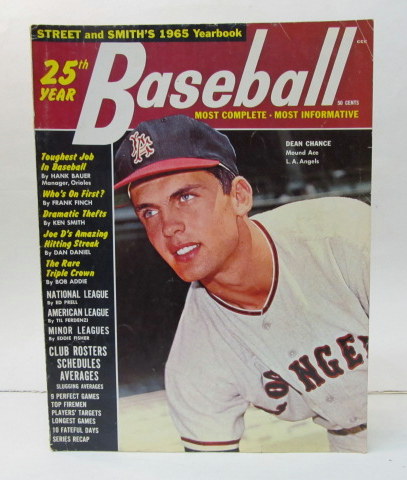 STREET and SMITH'S 1965 Yearbook
25th
YEAR
Baseball
50 CENTS
MOST COMPLETE • MOST INFORMATIVE
DEAN CHANCE
Mound Ace
L.A. Angels
LA
Toughest Job
In Baseball
By HANK BAUER
Manager, Orioles
Who's On First?
By FRANK FINCH
Dramatic Thefts
By KEN SMITH
Joe D's Amazing
Hitting Streak
By DAN DANIEL
The Rare
Triple Crown
By BOB ADDIE
NATIONAL LEAGUE
By ED PRELL
AMERICAN LEAGUE
By TIL FERDENZI
MINOR LEAGUES
By EDDIE FISHER
CLUB ROSTERS
SCHEDULES
AVERAGES
SLUGGING AVERAGES
9 PERFECT GAMES
TOP FIREMEN
PLAYERS' TARGETS
LONGEST GAMES
10 FATEFUL DAYS
SERIES RECAP
OS NGEL